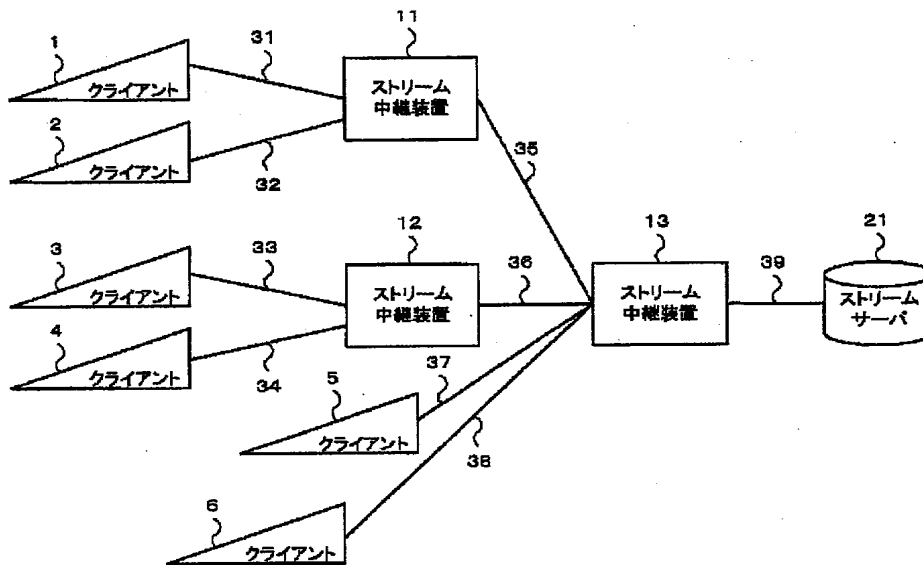 1
クライアント
31
11
ストリーム
中継装置
2
クライアント
32
35
3
クライアント
33
12
ストリーム
中継装置
36
13
ストリーム
中継装置
39
21
ストリーム
サーバ
4
クライアント
34
37
5
クライアント
38
6
クライアント